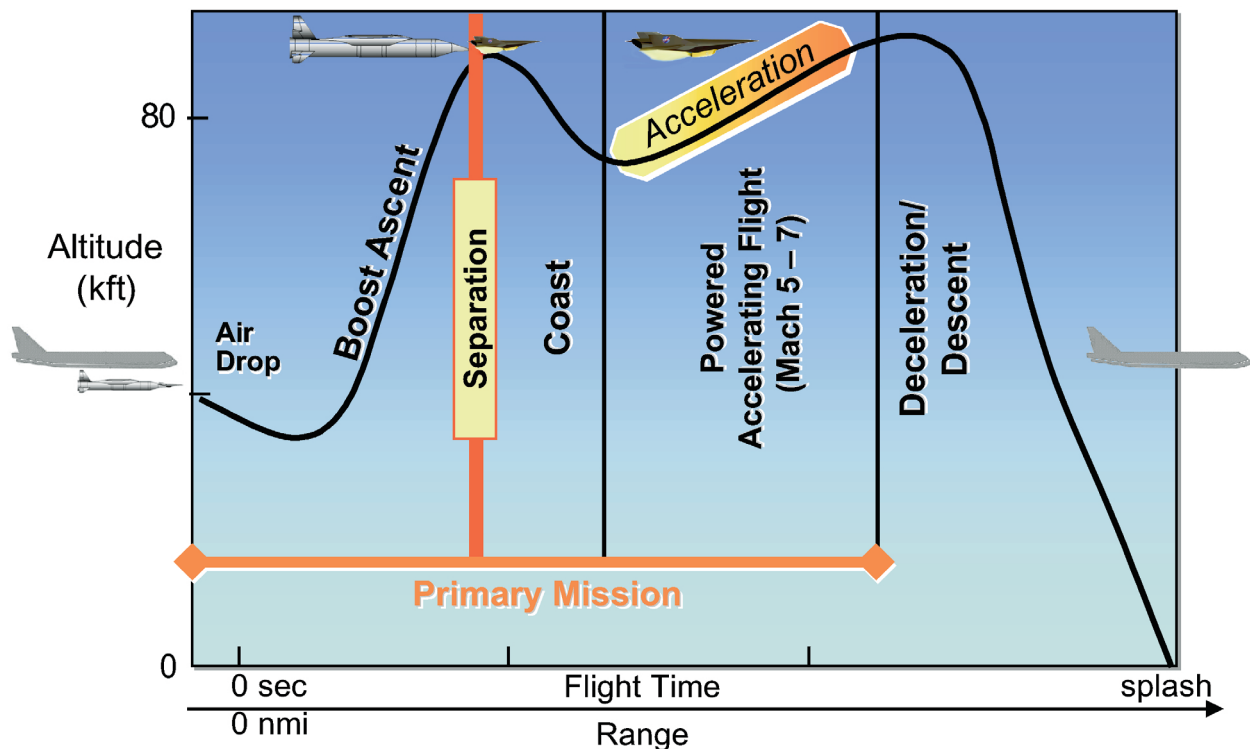 80
Altitude
(kft)
Air
Drop
Boost Ascent
Separation
Coast
Acceleration
Powered
Accelerating Flight
(Mach 5 – 7)
Deceleration/
Descent
Primary Mission
0
0 sec
Flight Time
splash
0 nmi
Range